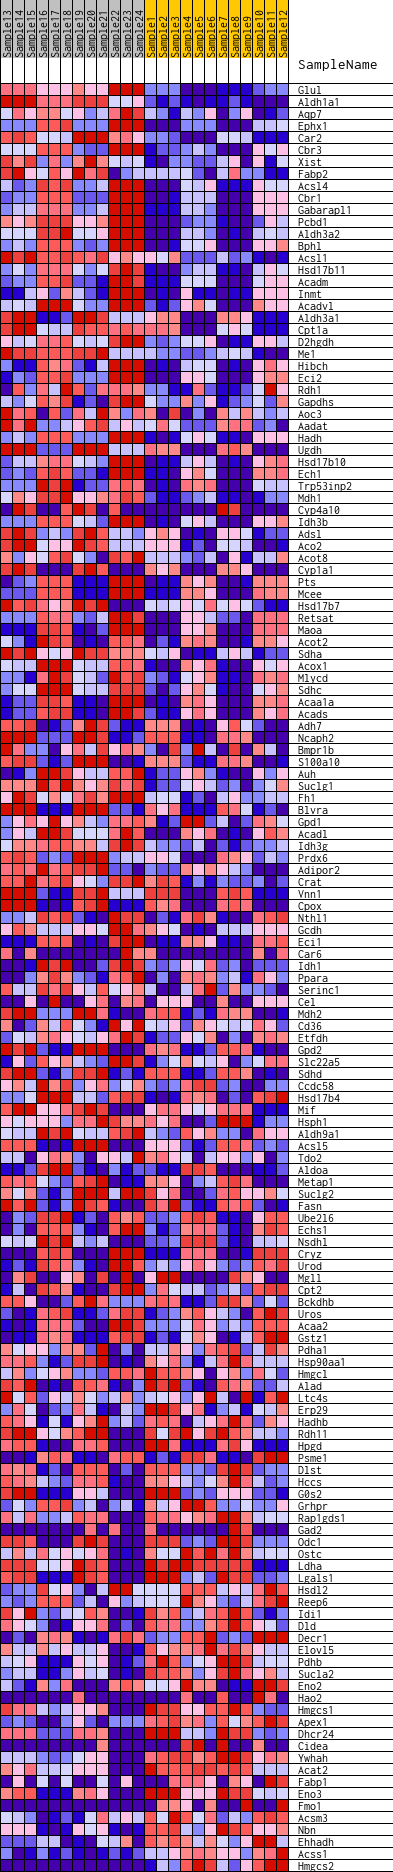 Sample13
Sample14
Sample15
Sample16
Sample17
Sample18
Sample19
Sample20
Sample21
Sample22
Sample23
Sample24
Sample1
Sample2
Sample3
Sample4
Sample5
Sample6
Sample7
Sample8
Sample9
Sample10
Sample11
Sample12
SampleName
Glul
Aldh1a1
Aqp7
Ephx1
Car2
Cbr3
Xist
Fabp2
Acsl4
Cbr1
Gabarapl1
Pcbd1
Aldh3a2
Bphl
Acsl1
Hsd17b11
Acadm
Inmt
Acadvl
Aldh3a1
Cpt1a
D2hgdh
Me1
Hibch
Eci2
Rdh1
Gapdhs
Aoc3
Aadat
Hadh
Ugdh
Hsd17b10
Ech1
Trp53inp2
Mdh1
Cyp4a10
Idh3b
Adsl
Aco2
Acot8
Cyp1a1
Pts
Mcee
Hsd17b7
Retsat
Maoa
Acot2
Sdha
Acox1
Mlycd
Sdhc
Acaa1a
Acads
Adh7
Ncaph2
Bmpr1b
S100a10
Auh
Suclg1
Fh1
Blvra
Gpd1
Acadl
Idh3g
Prdx6
Adipor2
Crat
Vnn1
Cpox
Nthl1
Gcdh
Eci1
Car6
Idh1
Ppara
Serinc1
Cel
Mdh2
Cd36
Etfdh
Gpd2
Slc22a5
Sdhd
Ccdc58
Hsd17b4
Mif
Hsph1
Aldh9a1
Acsl5
Tdo2
Aldoa
Metap1
Suclg2
Fasn
Ube2l6
Echs1
Nsdhl
Cryz
Urod
Mgll
Cpt2
Bckdhb
Uros
Acaa2
Gstz1
Pdha1
Hsp90aa1
Hmgcl
Alad
Ltc4s
Erp29
Hadhb
Rdh11
Hpgd
Psme1
Dlst
Hccs
G0s2
Grhpr
Rap1gds1
Gad2
Odc1
Ostc
Ldha
Lgals1
Hsdl2
Reep6
Idi1
Dld
Decr1
Elovl5
Pdhb
Sucla2
Eno2
Hao2
Hmgcs1
Apex1
Dhcr24
Cidea
Ywhah
Acat2
Fabp1
Eno3
Fmo1
Acsm3
Nbn
Ehhadh
Acss1
Hmgcs2